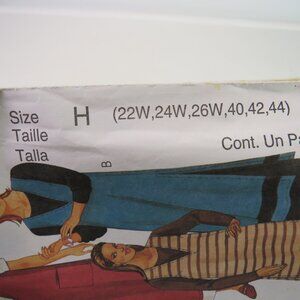 Size H (22W,24W,26W,40,42,44)
Taille
Talla Cont. Un
B